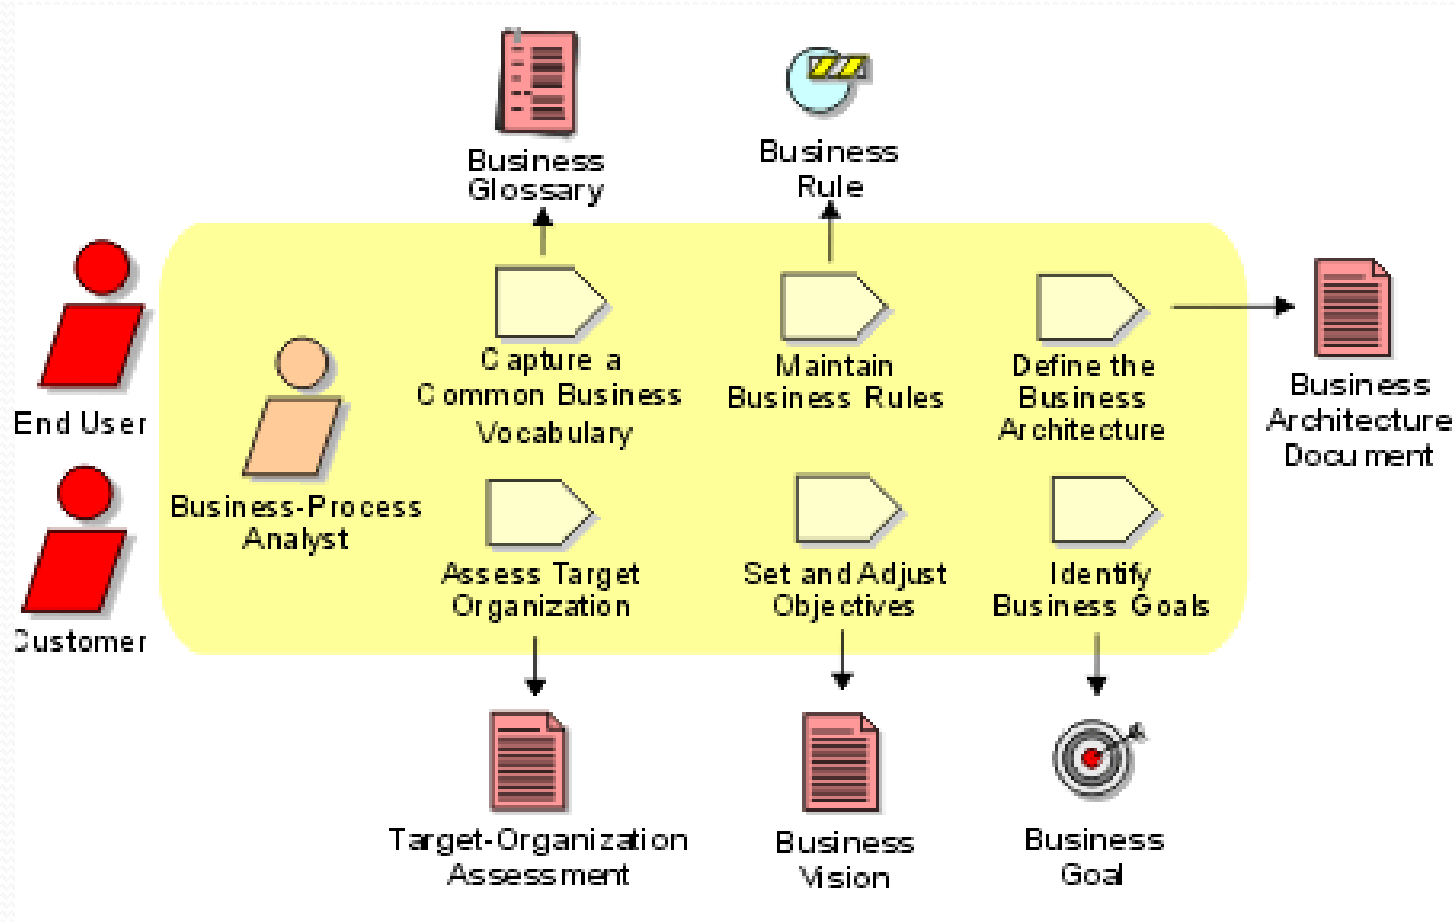 Business
Glossary
Business
Rule
End User
Customer
Business-Process
Analyst
Capture a
Common Business
Vocabulary
Maintain
Business Rules
Define the
Business
Architecture
Business
Architecture
Document
Assess Target
Organization
Set and Adjust
Objectives
Identify
Business Goals
Target-Organization
Assessment
Business
Vision
Business
Goal